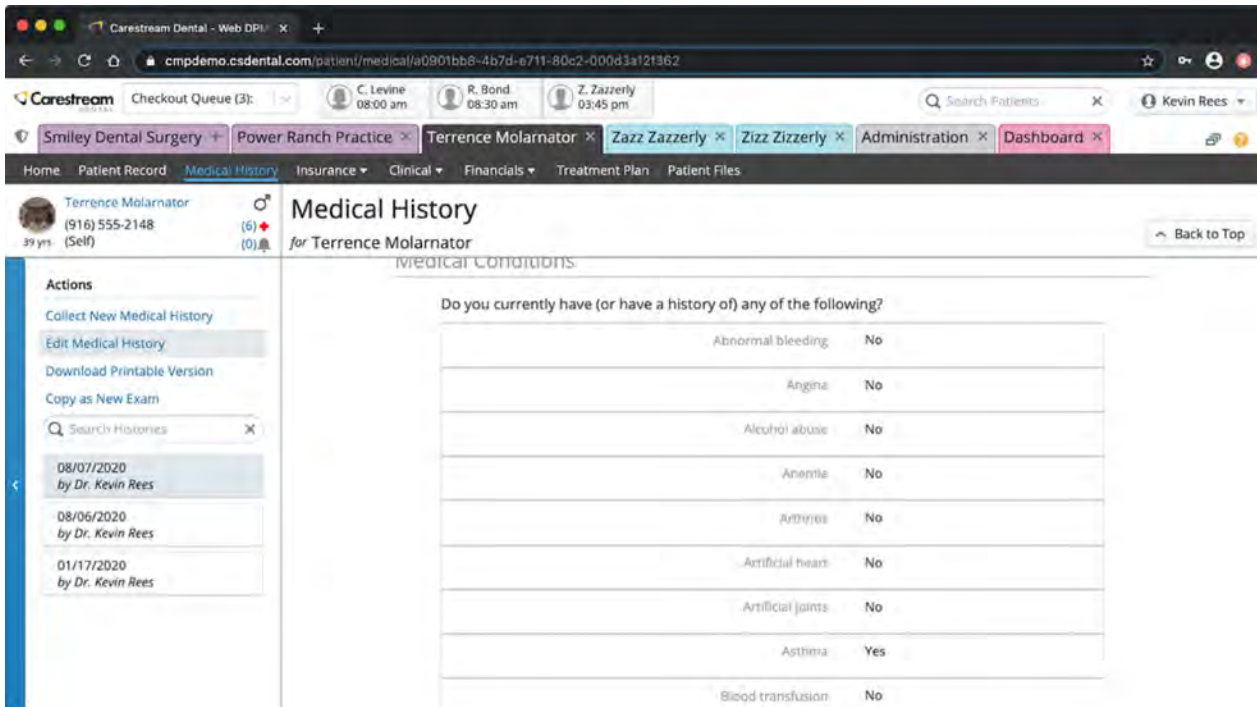 Carestream Dental - Web DPM
cmpdemo.csdental.com/patient/medical/a0901bb8-4b7d-e711-80c2-000d3a121362
Carestream
DENTAL
Checkout Queue (3):
C. Levine
08:00 am
R. Bond
08:30 am
Z. Zazzerly
03:45 pm
Search Patients
Kevin Rees
Smiley Dental Surgery
Power Ranch Practice
Terrence Molarnator
Zazz Zazzerly
Zizz Zizzerly
Administration
Dashboard
Home Patient Record Medical History Insurance Clinical Financials Treatment Plan Patient Files
Terrence Molarnator
(916) 555-2148
(6)
39 yrs (Self)
(0)
Medical History
for Terrence Molarnator
Back to Top
Actions
Collect New Medical History
Edit Medical History
Download Printable Version
Copy as New Exam
Search Histories
08/07/2020
by Dr. Kevin Rees
08/06/2020
by Dr. Kevin Rees
01/17/2020
by Dr. Kevin Rees
Medical Conditions
Do you currently have (or have a history of) any of the following?
Abnormal bleeding No
Angina No
Alcohol abuse No
Anemia No
Arthritis No
Artificial heart No
Artificial joints No
Asthma Yes
Blood transfusion No